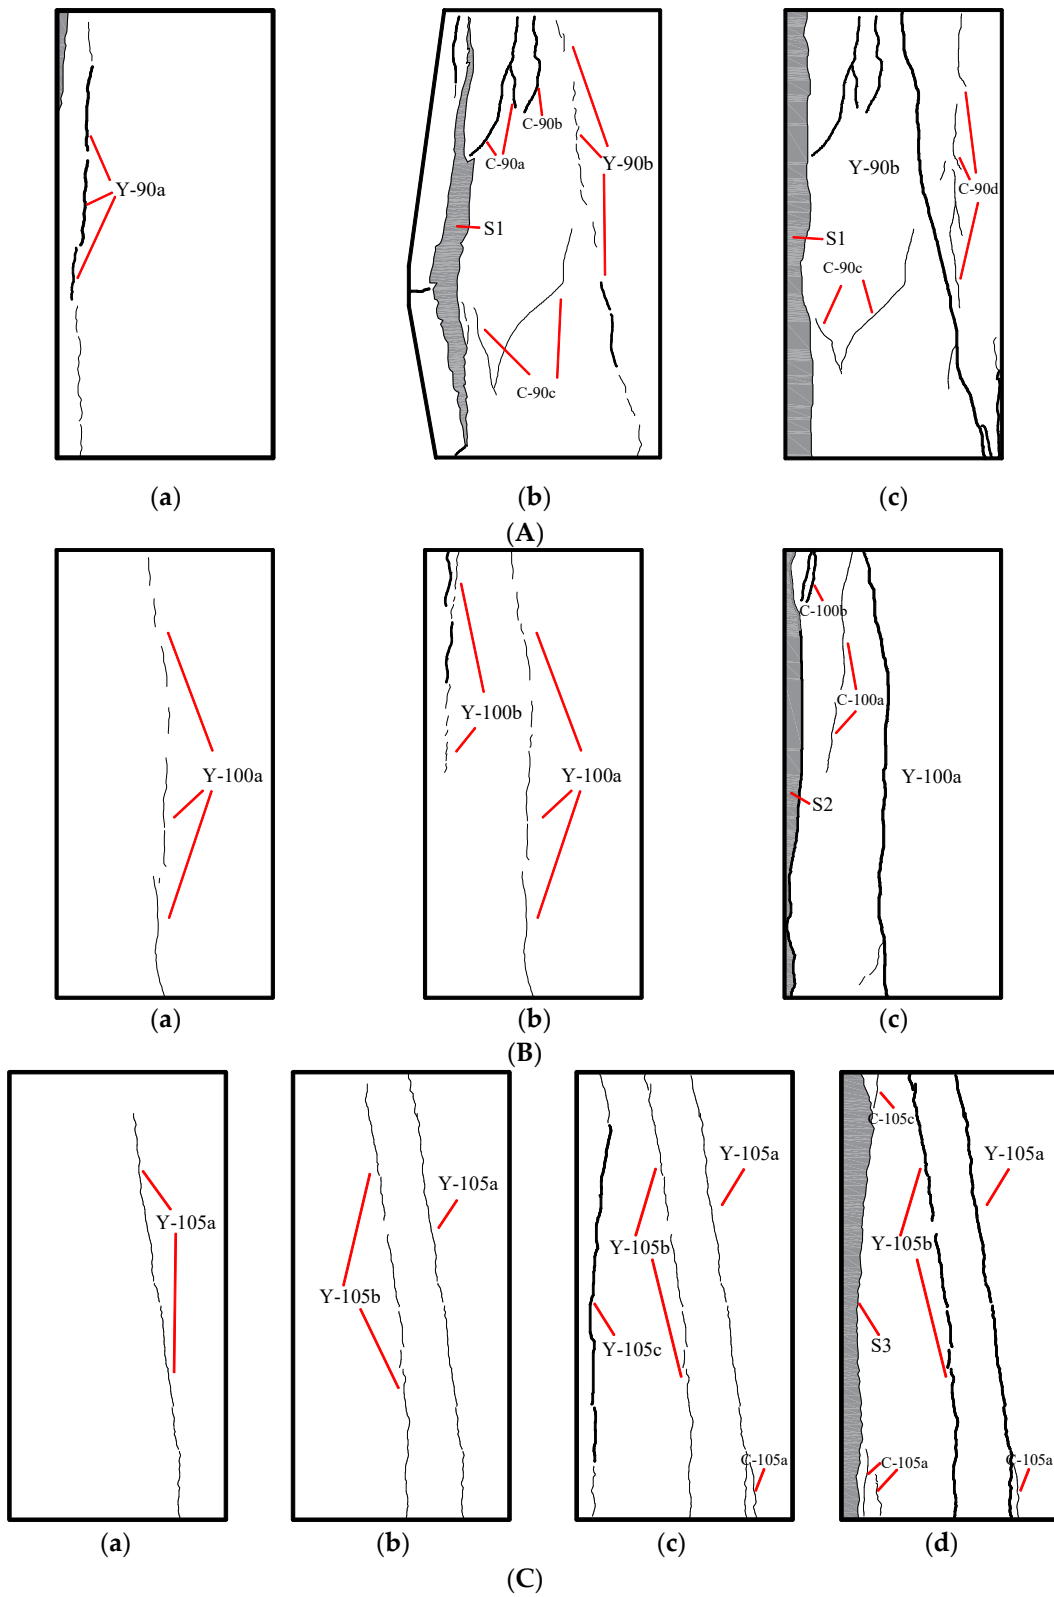 Y-90a
C-90b
C-90a
Y-90b
S1
C-90c
Y-90b
C-90d
S1
C-90c
(a) (b) (c)
(A)
Y-100a
Y-100b
Y-100a
C-100b
C-100a
Y-100a
S2
(a) (b) (c)
(B)
Y-105a
Y-105a
Y-105b
Y-105a
Y-105b
Y-105c
C-105a
C-105c
Y-105a
Y-105b
S3
C-105a
C-105a
(a) (b) (c) (d)
(C)